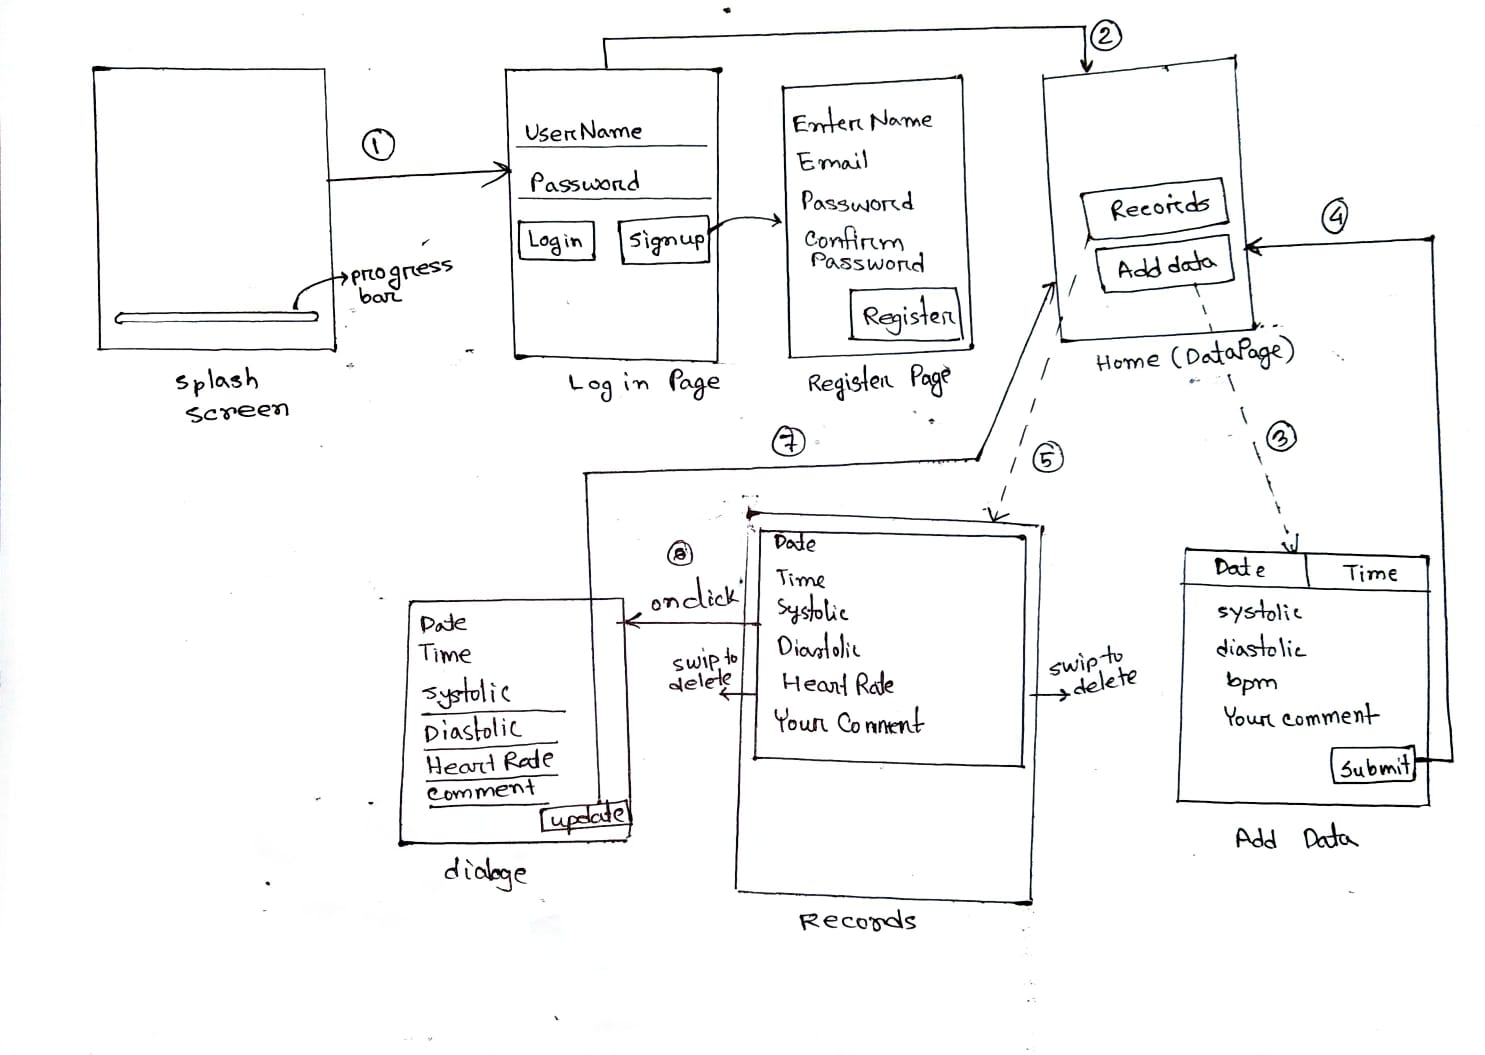 ①
②
UserName
Password
Login
Signup
progress
bar
Splash
screen
Log in Page
Enter Name
Email
Password
Confirm
Password
Register
Register Page
Records
Add data
Home (DataPage)
④
③
⑤
⑦
⑧
onclick
swip to
delete
Date
Time
Systolic
Diastolic
Heart Rate
Comment
update
dialoge
Date
Time
Systolic
Diastolic
Heart Rate
Your Comment
swip to
delete
Records
Date Time
systolic
diastolic
bpm
Your comment
Submit
Add Data